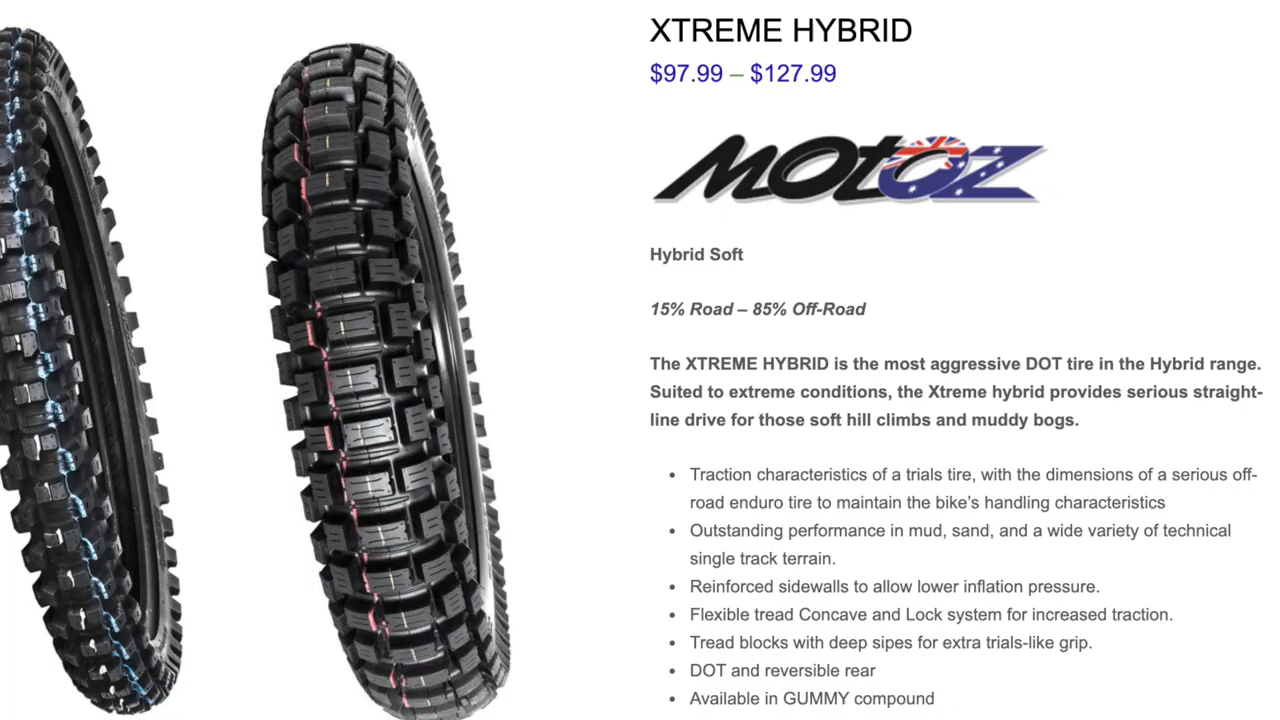 XTREME HYBRID
$97.99 – $127.99
MOtOZ
Hybrid Soft
15% Road – 85% Off-Road
The XTREME HYBRID is the most aggressive DOT tire in the Hybrid range.
Suited to extreme conditions, the Xtreme hybrid provides serious straight-
line drive for those soft hill climbs and muddy bogs.
• Traction characteristics of a trials tire, with the dimensions of a serious off-
road enduro tire to maintain the bike's handling characteristics
• Outstanding performance in mud, sand, and a wide variety of technical
single track terrain.
• Reinforced sidewalls to allow lower inflation pressure.
• Flexible tread Concave and Lock system for increased traction.
• Tread blocks with deep sipes for extra trials-like grip.
• DOT and reversible rear
• Available in GUMMY compound